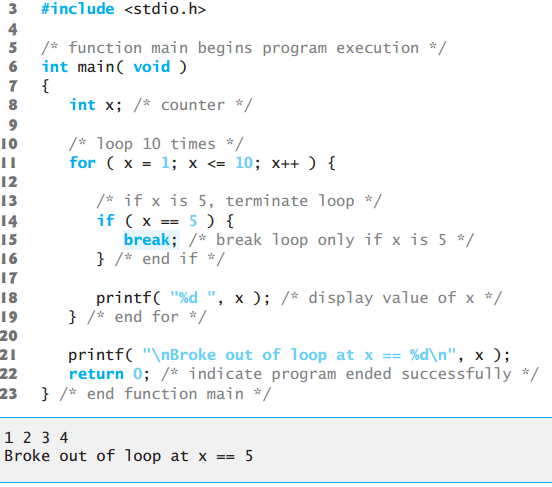 3 #include <stdio.h>
4
5 /* function main begins program execution */
6 int main( void )
7 {
8 int x; /* counter */
9
10 /* loop 10 times */
11 for ( x = 1; x <= 10; x++ ) {
12
13 /* if x is 5, terminate loop */
14 if ( x == 5 ) {
15 break; /* break loop only if x is 5 */
16 } /* end if */
17
18 printf( "%d ", x ); /* display value of x */
19 } /* end for */
20
21 printf( "\nBroke out of loop at x == %d\n", x );
22 return 0; /* indicate program ended successfully */
23 } /* end function main */
1 2 3 4
Broke out of loop at x == 5